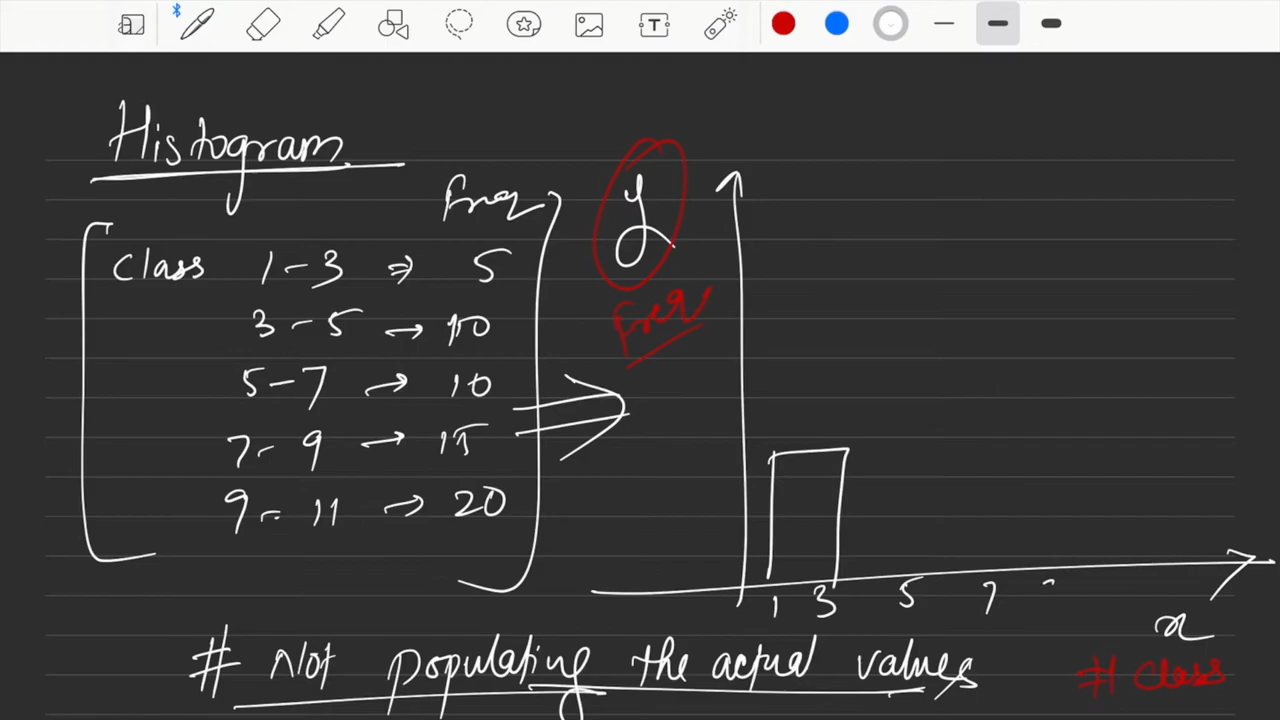 Histogram
Freq
Class 1-3 ⇒ 5
3-5 → 10
5-7 → 10
7-9 → 15
9-11 → 20
y
Freq
1 3 5 7
x
# Not populating the actual values
# Class